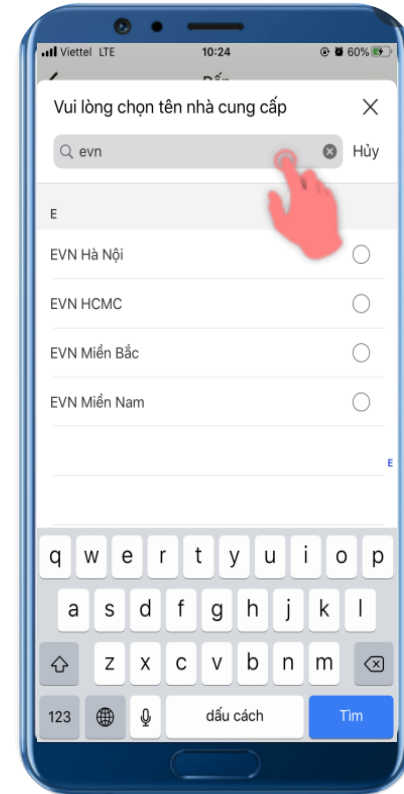 Viettel LTE 10:24 60%
Vui lòng chọn tên nhà cung cấp
evn Hủy
E
EVN Hà Nội
EVN HCMC
EVN Miền Bắc
EVN Miền Nam
E
q w e r t y u i o p
a s d f g h j k l
z x c v b n m
123 dấu cách Tìm